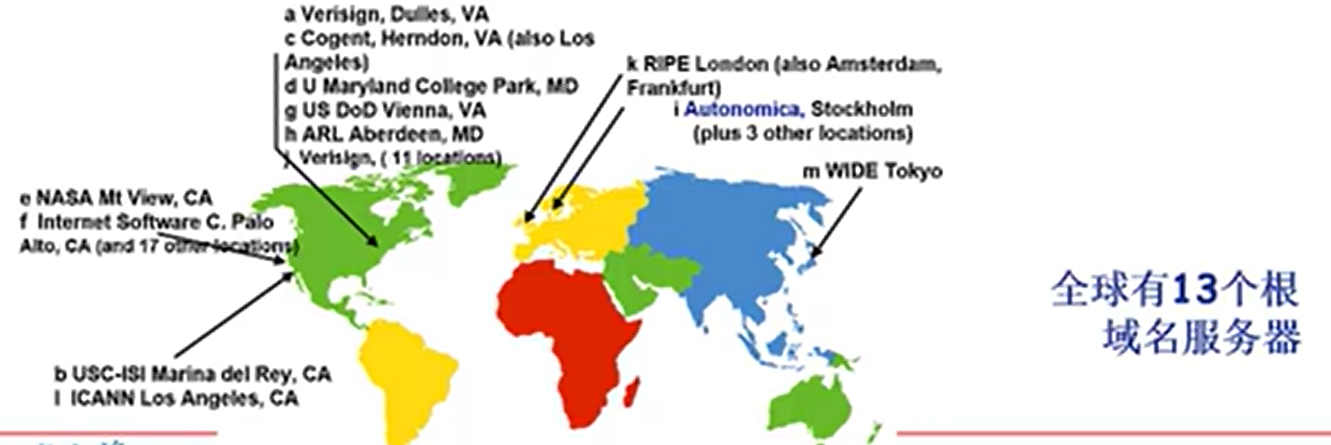 a Verisign, Dulles, VA
c Cogent, Herndon, VA (also Los
Angeles)
d U Maryland College Park, MD
g US DoD Vienna, VA
h ARL Aberdeen, MD
j Verisign, ( 11 locations)
k RIPE London (also Amsterdam,
Frankfurt)
i Autonomica, Stockholm
(plus 3 other locations)
m WIDE Tokyo
e NASA Mt View, CA
f Internet Software C. Palo
Alto, CA (and 17 other locations)
全球有13个根
域名服务器
b USC-ISI Marina del Rey, CA
l ICANN Los Angeles, CA